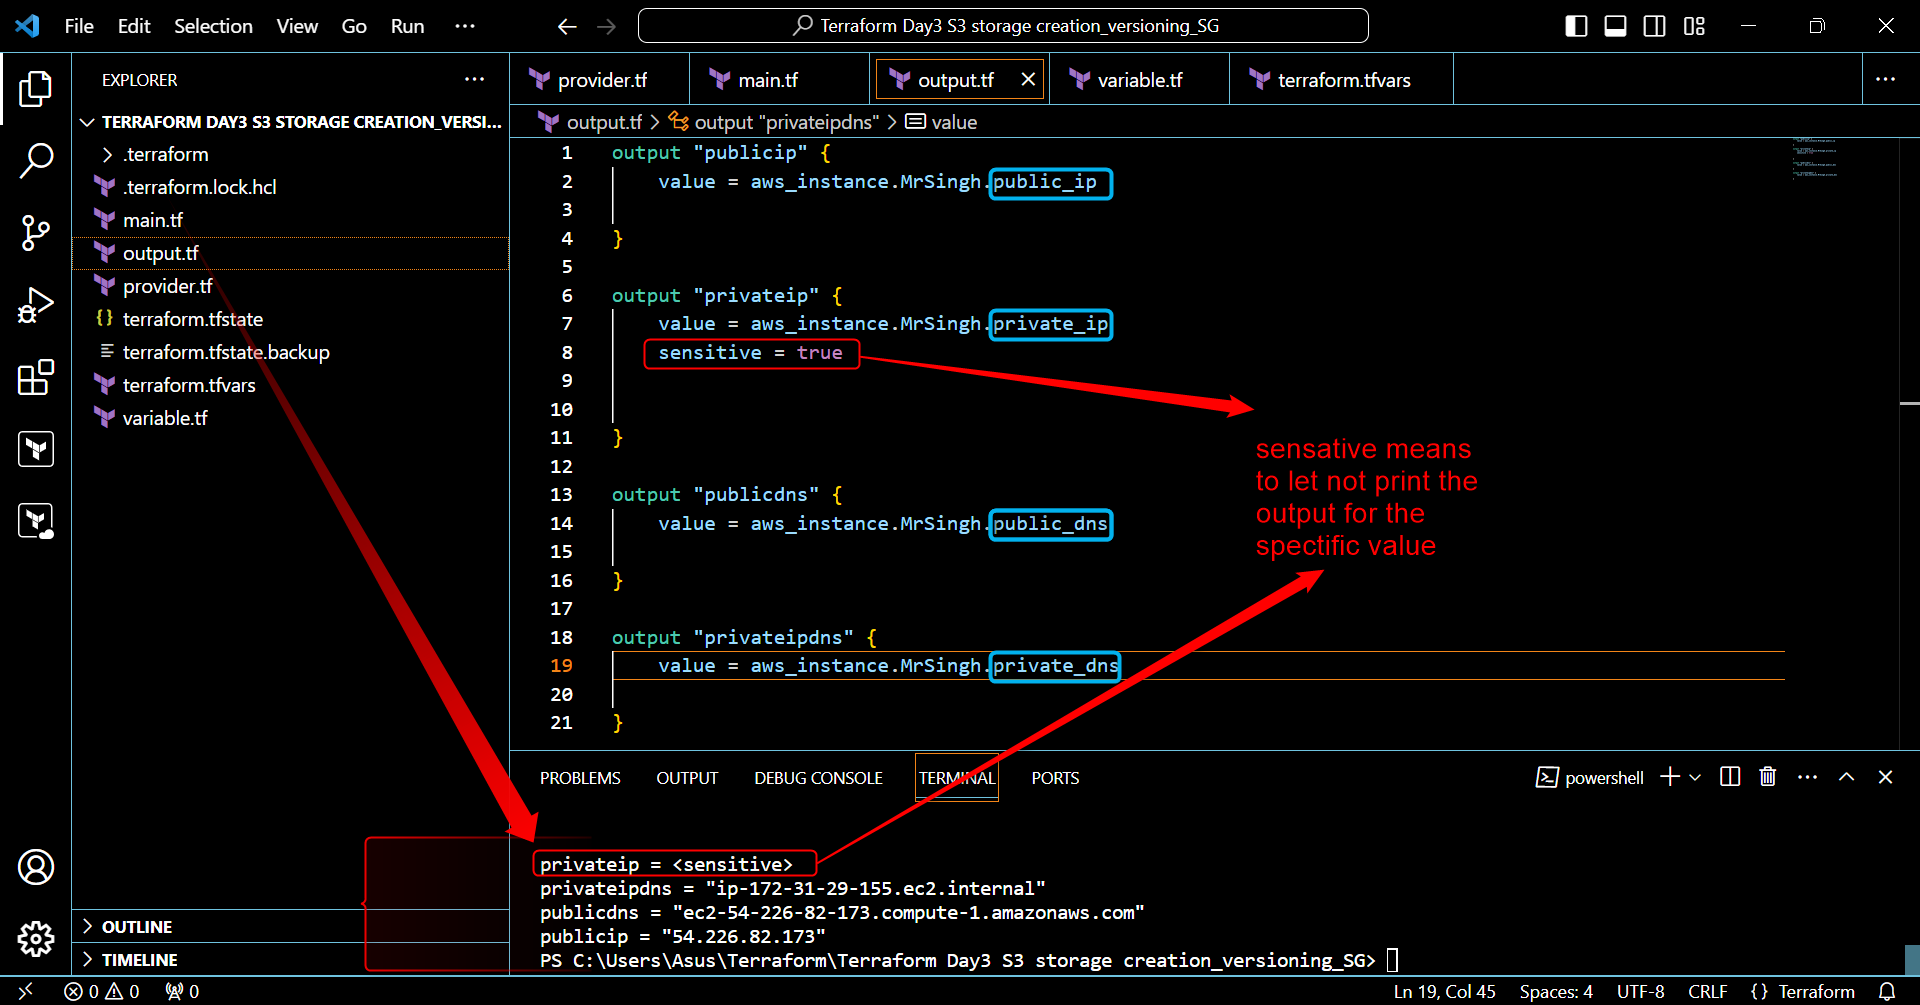 File Edit Selection View Go Run ···
Terraform Day3 S3 storage creation_versioning_SG
EXPLORER ···
TERRAFORM DAY3 S3 STORAGE CREATION_VERSI...
.terraform
.terraform.lock.hcl
main.tf
output.tf
provider.tf
terraform.tfstate
terraform.tfstate.backup
terraform.tfvars
variable.tf
OUTLINE
TIMELINE
provider.tf main.tf output.tf variable.tf terraform.tfvars ···
output.tf > output "privateipdns" > value
1 output "publicip" {
2 value = aws_instance.MrSingh.public_ip
3
4 }
5
6 output "privateip" {
7 value = aws_instance.MrSingh.private_ip
8 sensitive = true
9
10
11 }
12
13 output "publicdns" {
14 value = aws_instance.MrSingh.public_dns
15
16 }
17
18 output "privateipdns" {
19 value = aws_instance.MrSingh.private_dns
20
21 }
sensative means
to let not print the
output for the
spectific value
PROBLEMS OUTPUT DEBUG CONSOLE TERMINAL PORTS powershell
privateip = <sensitive>
privateipdns = "ip-172-31-29-155.ec2.internal"
publicdns = "ec2-54-226-82-173.compute-1.amazonaws.com"
publicip = "54.226.82.173"
PS C:\Users\Asus\Terraform\Terraform Day3 S3 storage creation_versioning_SG>
0 0 0 Ln 19, Col 45 Spaces: 4 UTF-8 CRLF {} Terraform